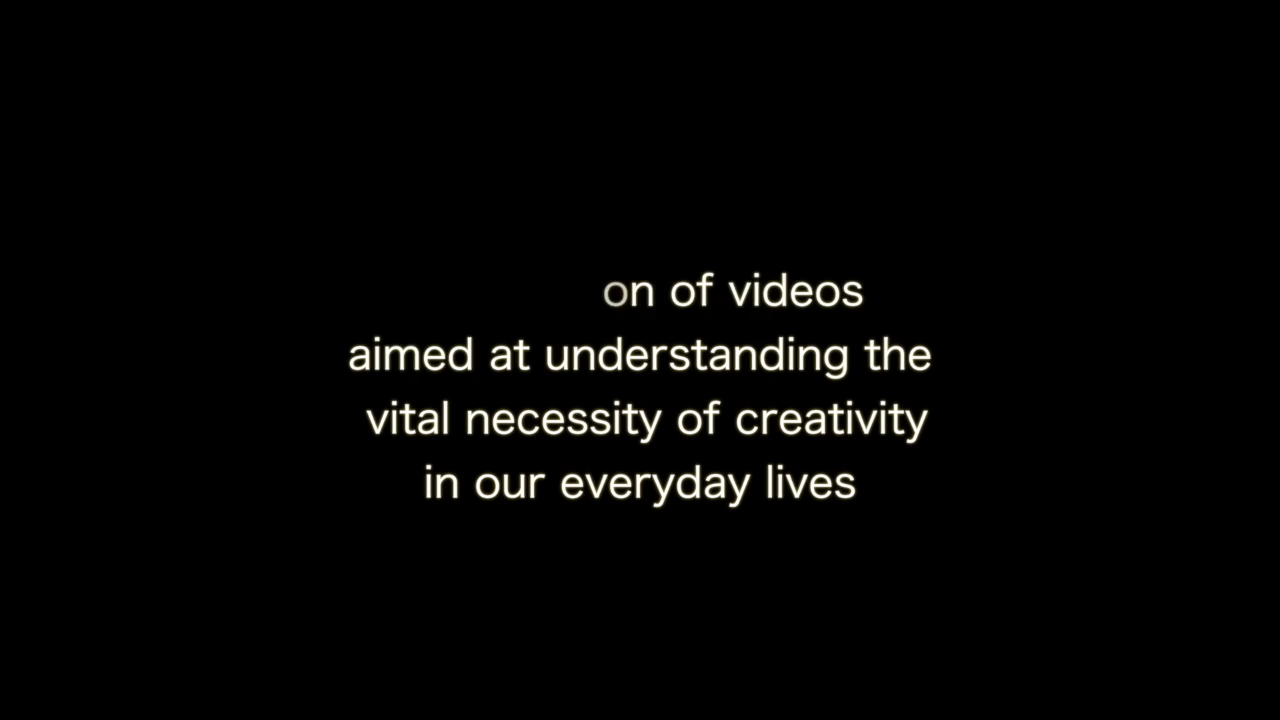 on of videos
aimed at understanding the
vital necessity of creativity
in our everyday lives